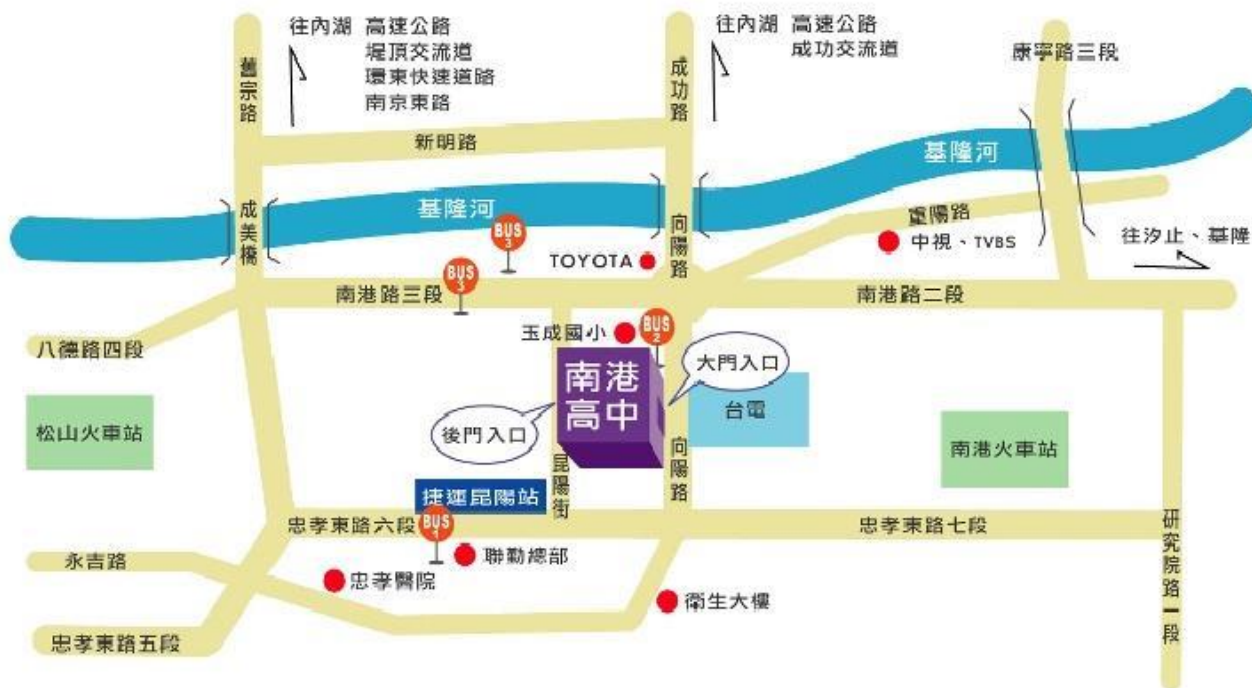 往內湖 高速公路
堤頂交流道
環東快速道路
南京東路
往內湖 高速公路
成功交流道
康寧路三段
舊宗路
成功路
新明路
基隆河
基隆河
成美橋
向陽路
重陽路
中視、TVBS
往汐止、基隆
BUS
3
TOYOTA
BUS
3
南港路三段
南港路二段
玉成國小
BUS
2
八德路四段
南港
高中
大門入口
台電
松山火車站
後門入口
向陽路
南港火車站
昆陽街
捷運昆陽站
忠孝東路六段
BUS
1
忠孝東路七段
研究院路一段
永吉路
聯勤總部
忠孝醫院
衛生大樓
忠孝東路五段